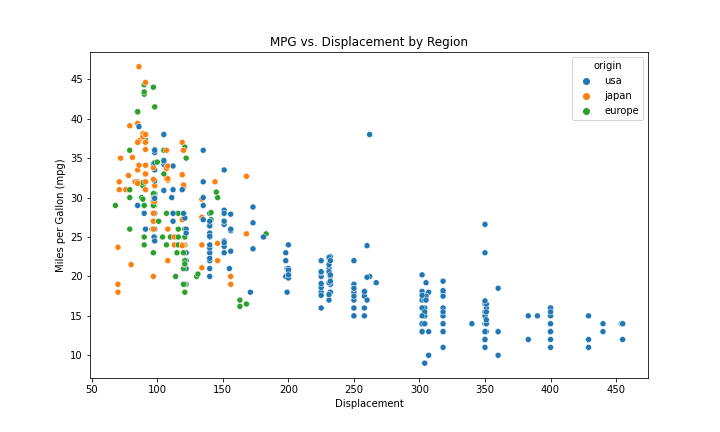 MPG vs. Displacement by Region
origin
usa
japan
europe
Miles per Gallon (mpg)
45
40
35
30
25
20
15
10
50 100 150 200 250 300 350 400 450
Displacement